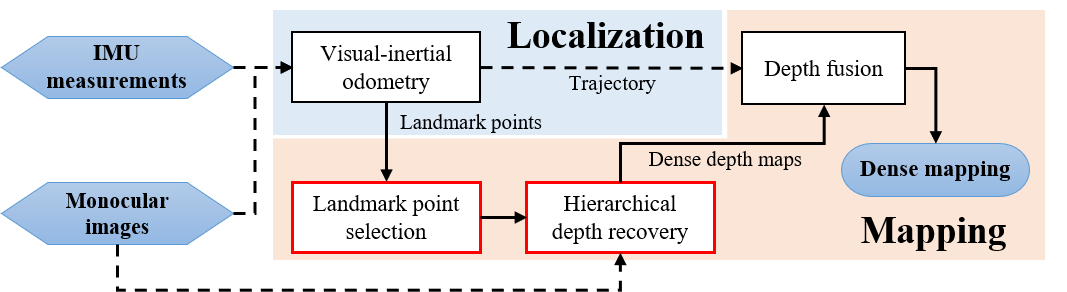 IMU
measurements
Visual-inertial
odometry
Localization
Trajectory
Depth fusion
Landmark points
Dense depth maps
Dense mapping
Monocular
images
Landmark point
selection
Hierarchical
depth recovery
Mapping